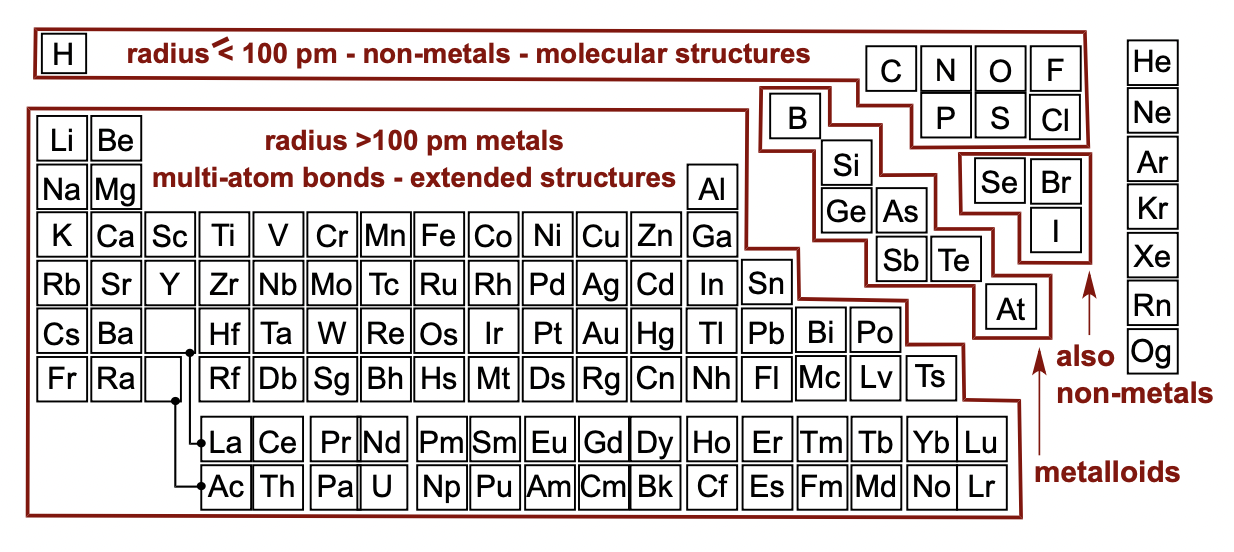 H radius ≤ 100 pm - non-metals - molecular structures C N O F He
P S Cl Ne
B
Li Be radius >100 pm metals
Si Se Br Ar
Na Mg multi-atom bonds - extended structures Al
Ge As I Kr
K Ca Sc Ti V Cr Mn Fe Co Ni Cu Zn Ga
Sb Te Xe
Rb Sr Y Zr Nb Mo Tc Ru Rh Pd Ag Cd In Sn
At Rn
Cs Ba Hf Ta W Re Os Ir Pt Au Hg Tl Pb Bi Po
also Og
non-metals
Fr Ra Rf Db Sg Bh Hs Mt Ds Rg Cn Nh Fl Mc Lv Ts
La Ce Pr Nd Pm Sm Eu Gd Dy Ho Er Tm Tb Yb Lu
metalloids
Ac Th Pa U Np Pu Am Cm Bk Cf Es Fm Md No Lr